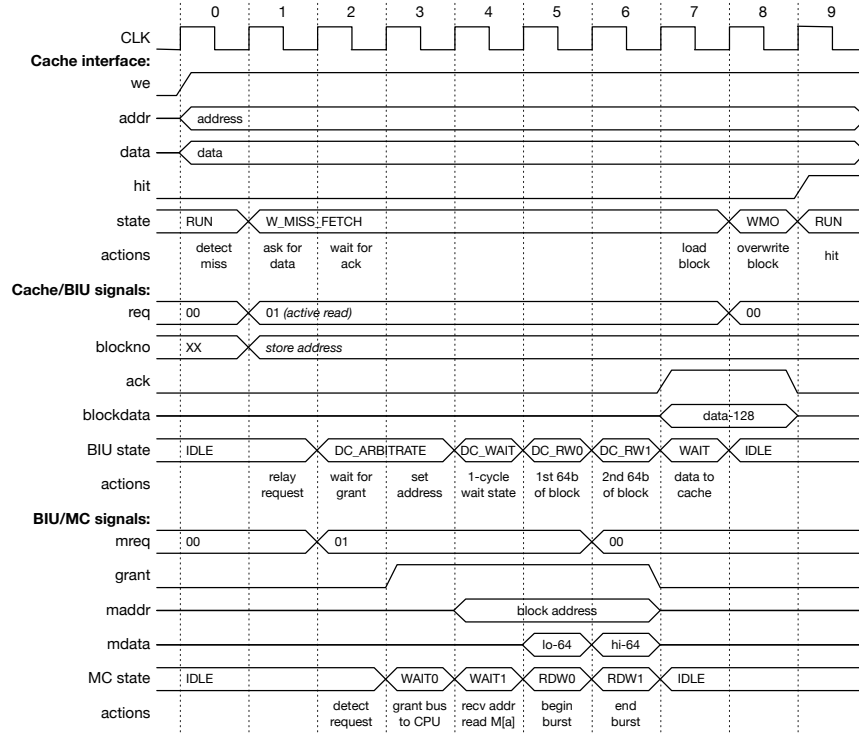 0 1 2 3 4 5 6 7 8 9
CLK
Cache interface:
we
addr address
data data
hit
state RUN W_MISS_FETCH WMO RUN
actions detect ask for wait for load overwrite hit
miss data ack block block
Cache/BIU signals:
req 00 01 (active read) 00
blockno XX store address
ack
blockdata data-128
BIU state IDLE DC_ARBITRATE DC_WAIT DC_RW0 DC_RW1 WAIT IDLE
actions relay wait for set 1-cycle 1st 64b 2nd 64b data to
request grant address wait state of block of block cache
BIU/MC signals:
mreq 00 01 00
grant
maddr block address
mdata lo-64 hi-64
MC state IDLE WAIT0 WAIT1 RDW0 RDW1 IDLE
actions detect grant bus recv addr begin end
request to CPU read M[a] burst burst